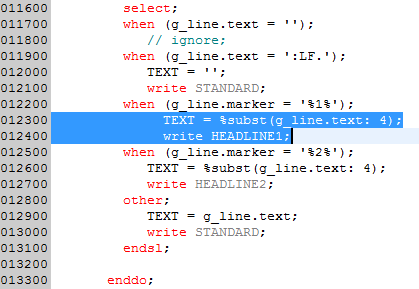 011600 select;
011700 when (g_line.text = '');
011800 // ignore;
011900 when (g_line.text = ':LF.');
012000 TEXT = '';
012100 write STANDARD;
012200 when (g_line.marker = '%1%');
012300 TEXT = %subst(g_line.text: 4);
012400 write HEADLINE1;
012500 when (g_line.marker = '%2%');
012600 TEXT = %subst(g_line.text: 4);
012700 write HEADLINE2;
012800 other;
012900 TEXT = g_line.text;
013000 write STANDARD;
013100 endsl;
013200
013300 enddo;